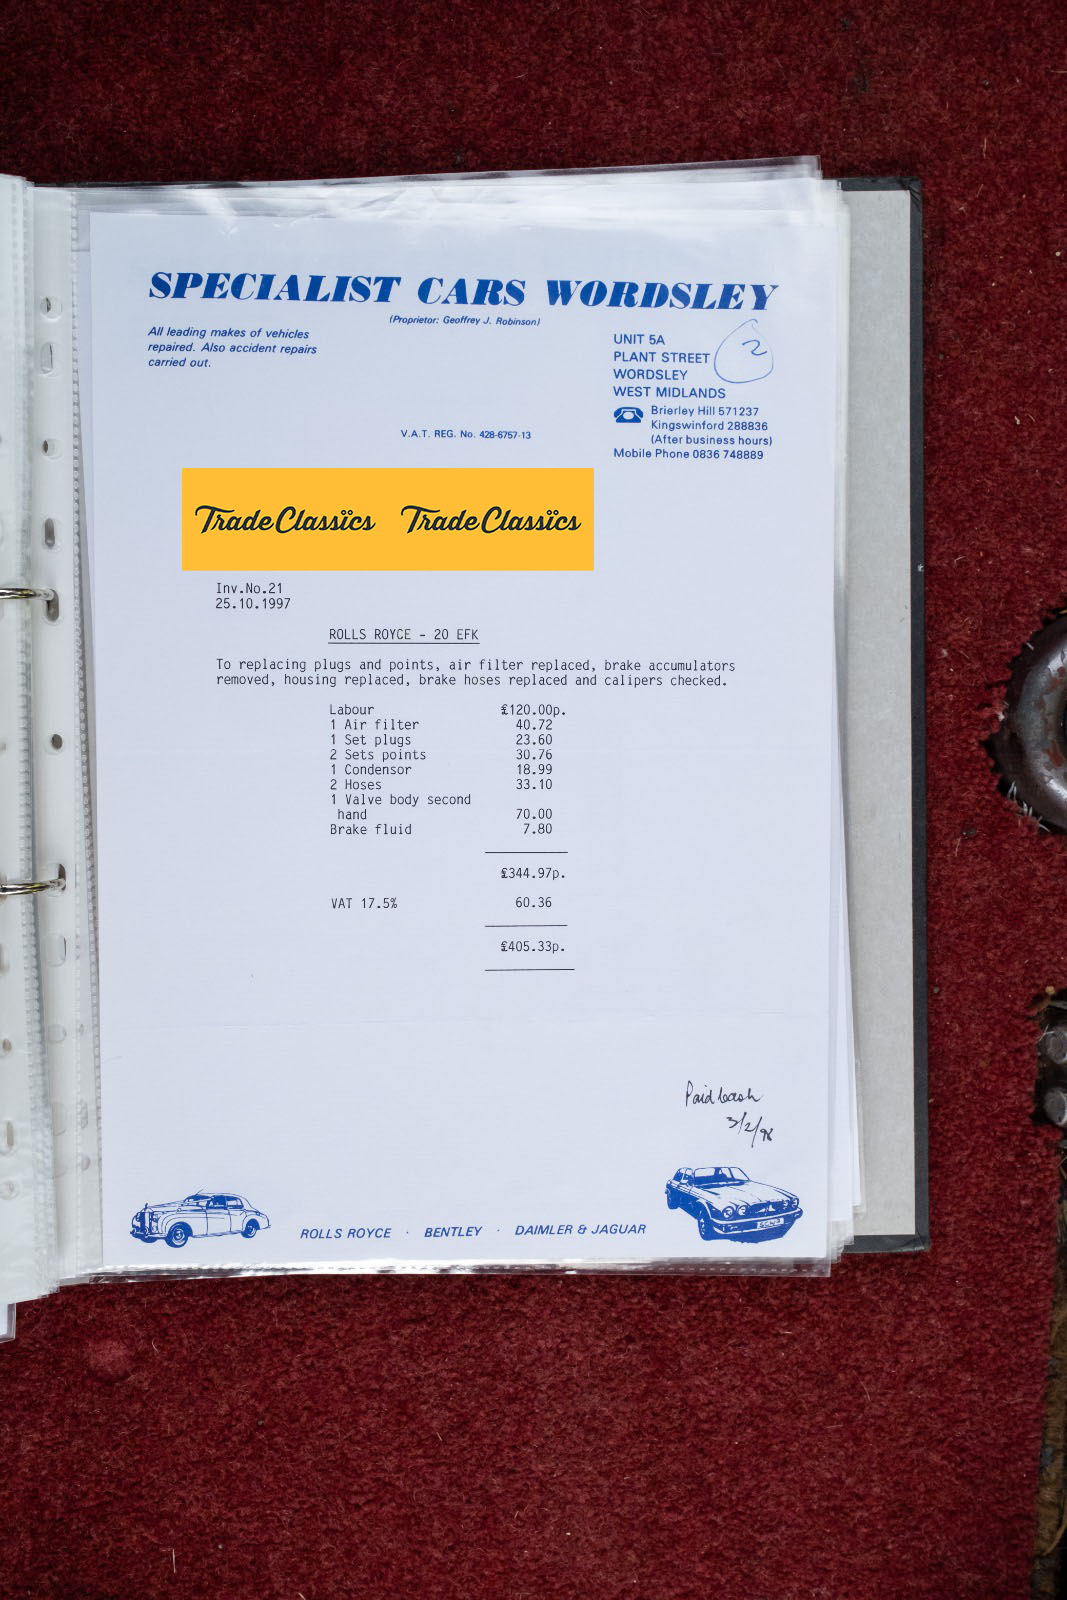 SPECIALIST CARS WORDSLEY
(Proprietor: Geoffrey J. Robinson)
All leading makes of vehicles
repaired. Also accident repairs
carried out.
UNIT 5A
PLANT STREET
WORDSLEY
WEST MIDLANDS
2
Brierley Hill 571237
Kingswinford 288836
(After business hours)
Mobile Phone 0836 748889
V.A.T. REG. No. 428-6757-13
Trade Classics Trade Classics
Inv.No.21
25.10.1997
ROLLS ROYCE - 20 EFK
To replacing plugs and points, air filter replaced, brake accumulators
removed, housing replaced, brake hoses replaced and calipers checked.
Labour £120.00p.
1 Air filter 40.72
1 Set plugs 23.60
2 Sets points 30.76
1 Condensor 18.99
2 Hoses 33.10
1 Valve body second
hand 70.00
Brake fluid 7.80
£344.97p.
VAT 17.5% 60.36
£405.33p.
Paid cash
3/2/98
ROLLS ROYCE · BENTLEY · DAIMLER & JAGUAR